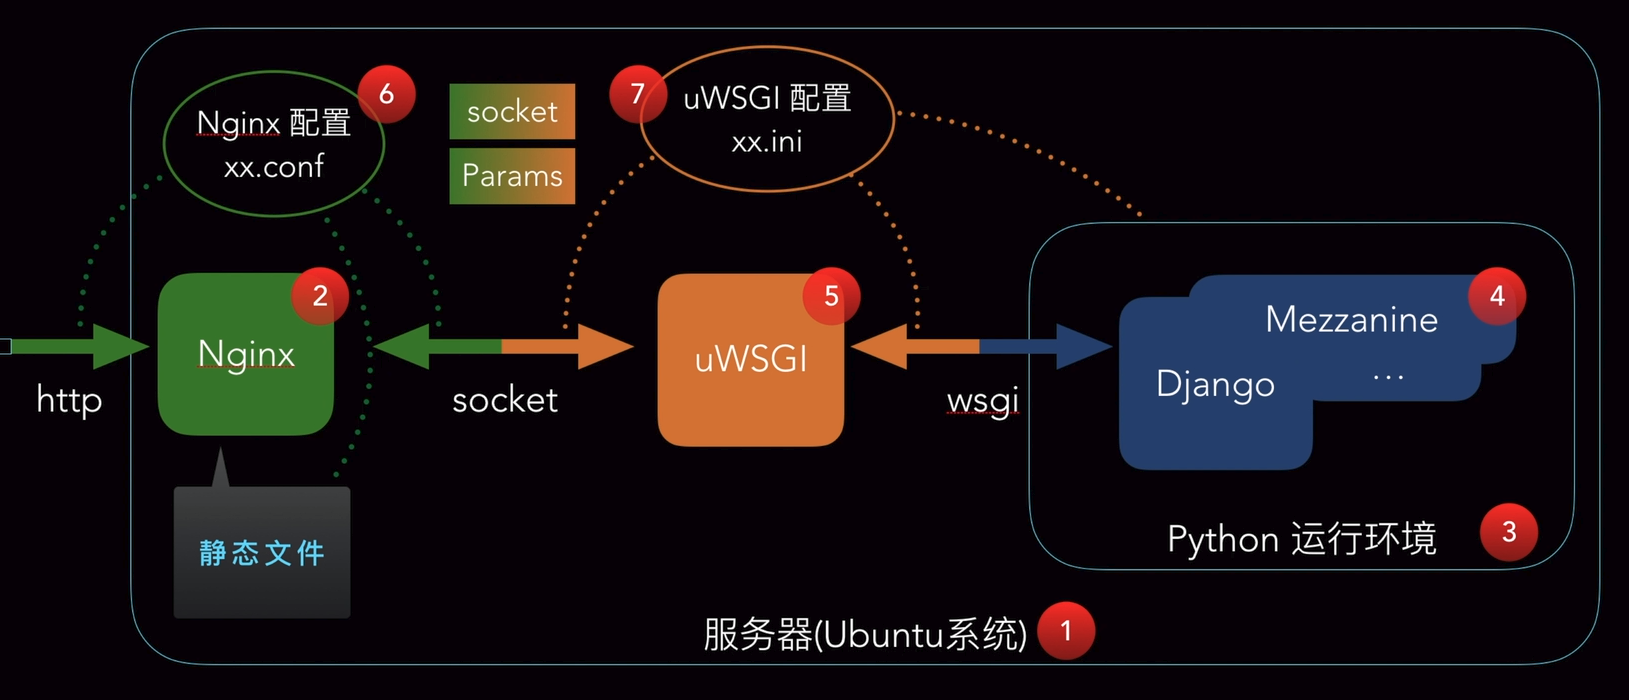 Nginx 配置
xx.conf
6
socket
Params
7
uWSGI 配置
xx.ini
http
Nginx
2
socket
uWSGI
5
wsgi
Mezzanine
4
...
Django
静态文件
Python 运行环境
3
服务器(Ubuntu系统)
1